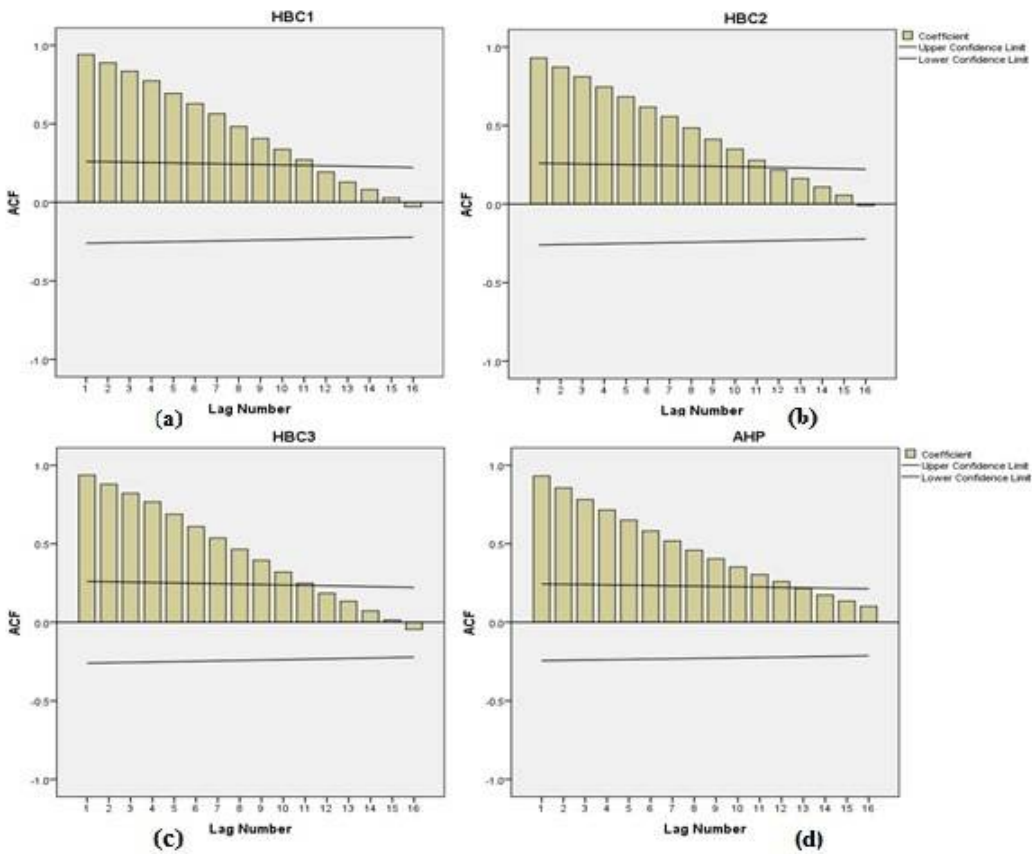 HBC1
1.0
0.5
0.0
-0.5
-1.0
ACF
1 2 3 4 5 6 7 8 9 10 11 12 13 14 15 16
Lag Number
(a)
HBC2
1.0
0.5
0.0
-0.5
-1.0
ACF
1 2 3 4 5 6 7 8 9 10 11 12 13 14 15 16
Lag Number
(b)
Coefficient
Upper Confidence Limit
Lower Confidence Limit
HBC3
1.0
0.5
0.0
-0.5
-1.0
ACF
1 2 3 4 5 6 7 8 9 10 11 12 13 14 15 16
Lag Number
(c)
AHP
1.0
0.5
0.0
-0.5
-1.0
ACF
1 2 3 4 5 6 7 8 9 10 11 12 13 14 15 16
Lag Number
(d)
Coefficient
Upper Confidence Limit
Lower Confidence Limit